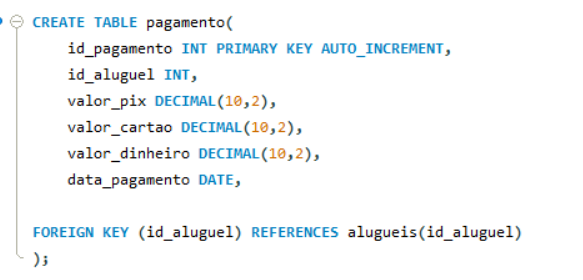 CREATE TABLE pagamento(
id_pagamento INT PRIMARY KEY AUTO_INCREMENT,
id_aluguel INT,
valor_pix DECIMAL(10,2),
valor_cartao DECIMAL(10,2),
valor_dinheiro DECIMAL(10,2),
data_pagamento DATE,
FOREIGN KEY (id_aluguel) REFERENCES alugueis(id_aluguel)
);